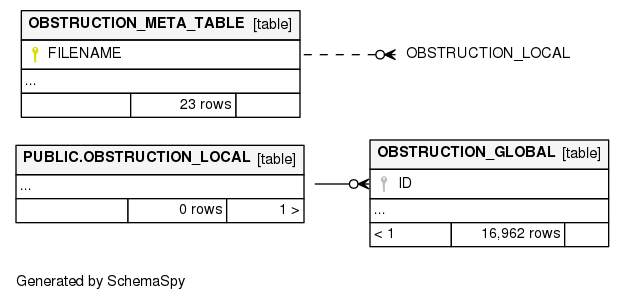 OBSTRUCTION_META_TABLE [table]
FILENAME
OBSTRUCTION_LOCAL
...
23 rows
PUBLIC.OBSTRUCTION_LOCAL [table]
...
0 rows 1 >
OBSTRUCTION_GLOBAL [table]
ID
...
< 1 16,962 rows
Generated by SchemaSpy